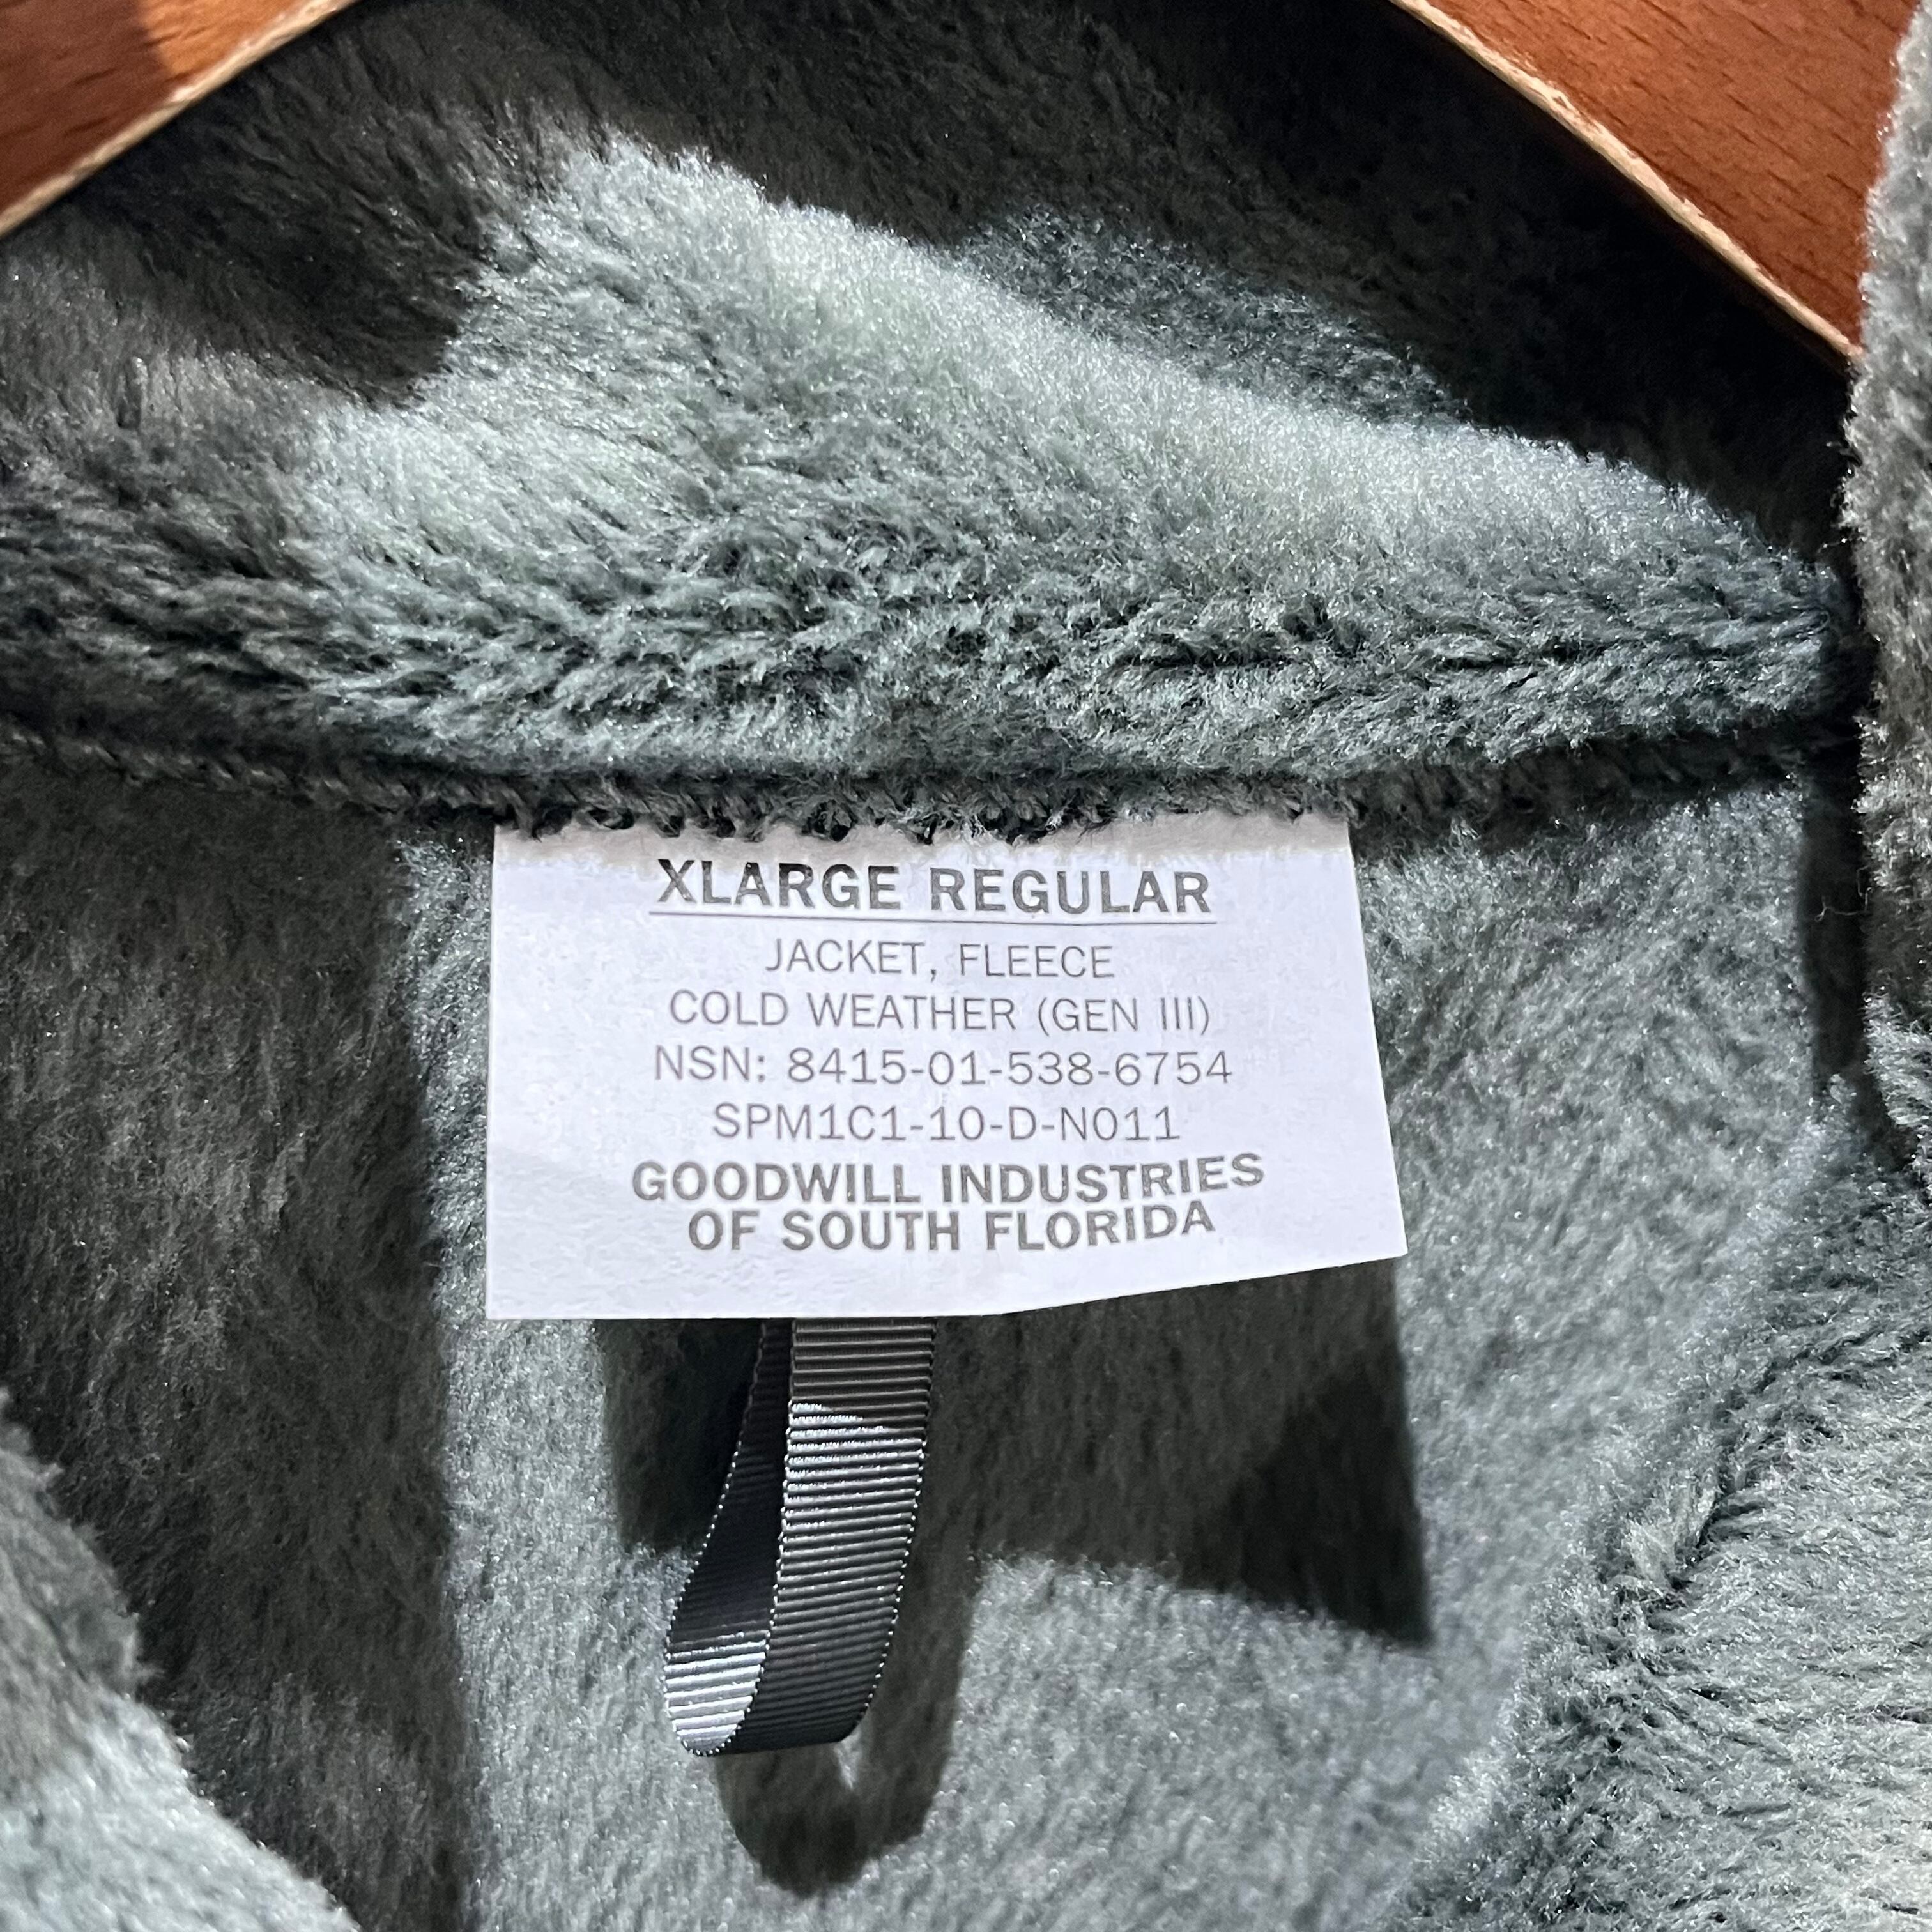 XLARGE REGULAR
JACKET, FLEECE
COLD WEATHER (GEN III)
NSN: 8415-01-538-6754
SPM1C1-10-D-N011
GOODWILL INDUSTRIES
OF SOUTH FLORIDA